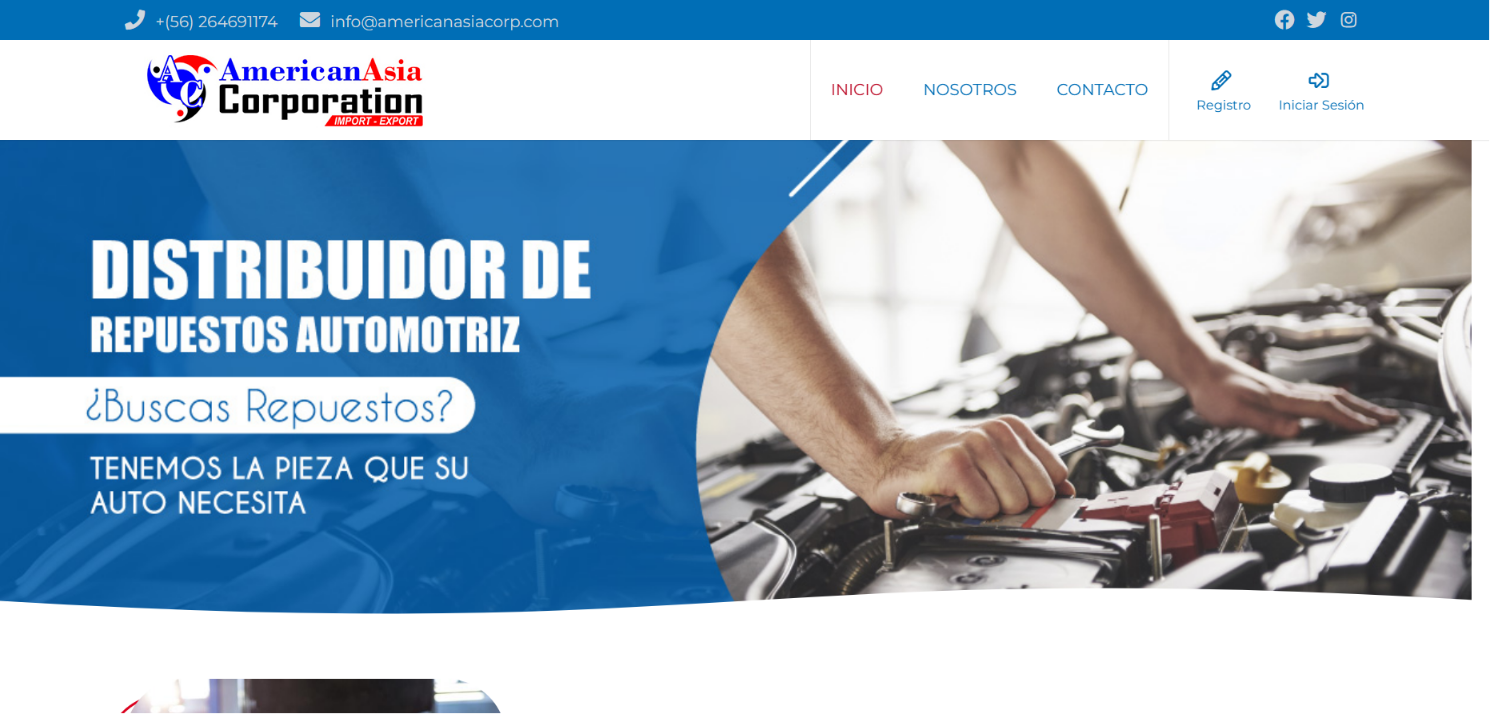 +(56) 264691174 info@americanasiacorp.com
AC AmericanAsia
Corporation
IMPORT - EXPORT
INICIO NOSOTROS CONTACTO Registro Iniciar Sesión
DISTRIBUIDOR DE
REPUESTOS AUTOMOTRIZ
¿Buscas Repuestos?
TENEMOS LA PIEZA QUE SU
AUTO NECESITA